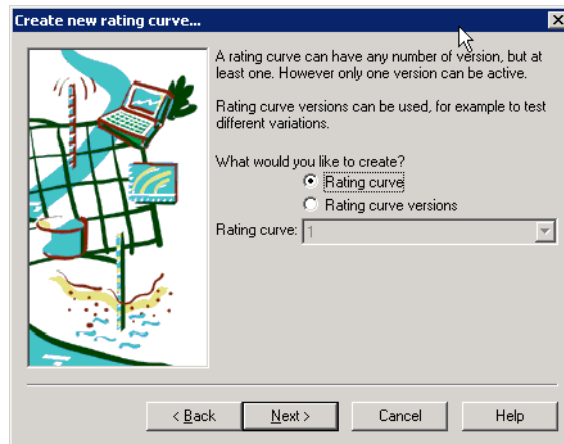 Create new rating curve...
A rating curve can have any number of version, but at
least one. However only one version can be active.
Rating curve versions can be used, for example to test
different variations.
What would you like to create?
Rating curve
Rating curve versions
Rating curve: 1
< Back Next > Cancel Help